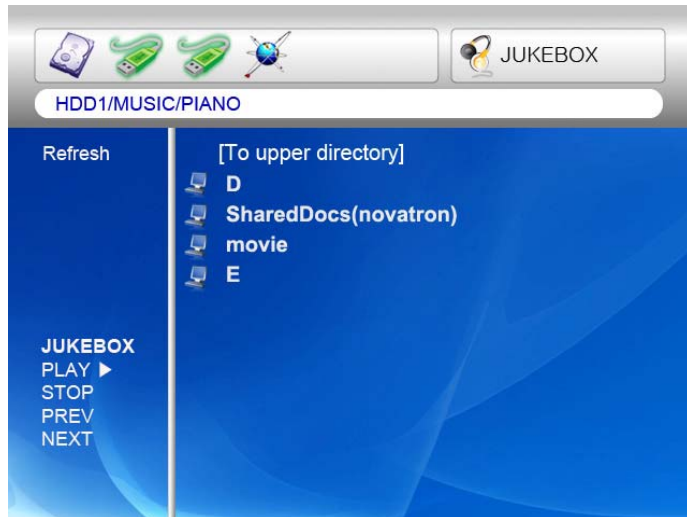 JUKEBOX
HDD1/MUSIC/PIANO
Refresh
[To upper directory]
D
SharedDocs(novatron)
movie
E
JUKEBOX
PLAY ▶
STOP
PREV
NEXT